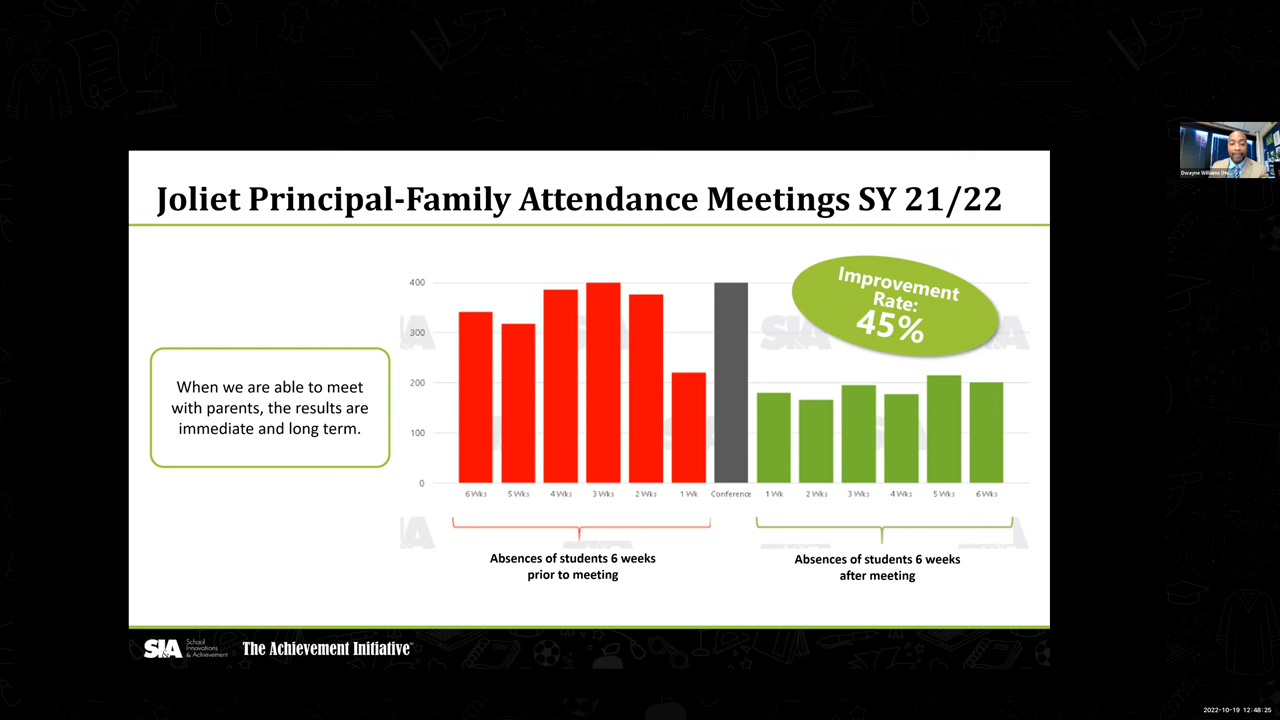 Joliet Principal-Family Attendance Meetings SY 21/22
Improvement
Rate:
45%
When we are able to meet
with parents, the results are
immediate and long term.
400
300
200
100
0
6 Wks 5 Wks 4 Wks 3 Wks 2 Wks 1 Wk Conference 1 Wk 2 Wks 3 Wks 4 Wks 5 Wks 6 Wks
Absences of students 6 weeks
prior to meeting
Absences of students 6 weeks
after meeting
SI&A School
Innovations
& Achievement
The Achievement Initiative
Dwayne Williams
2022-10-19 12:48:25